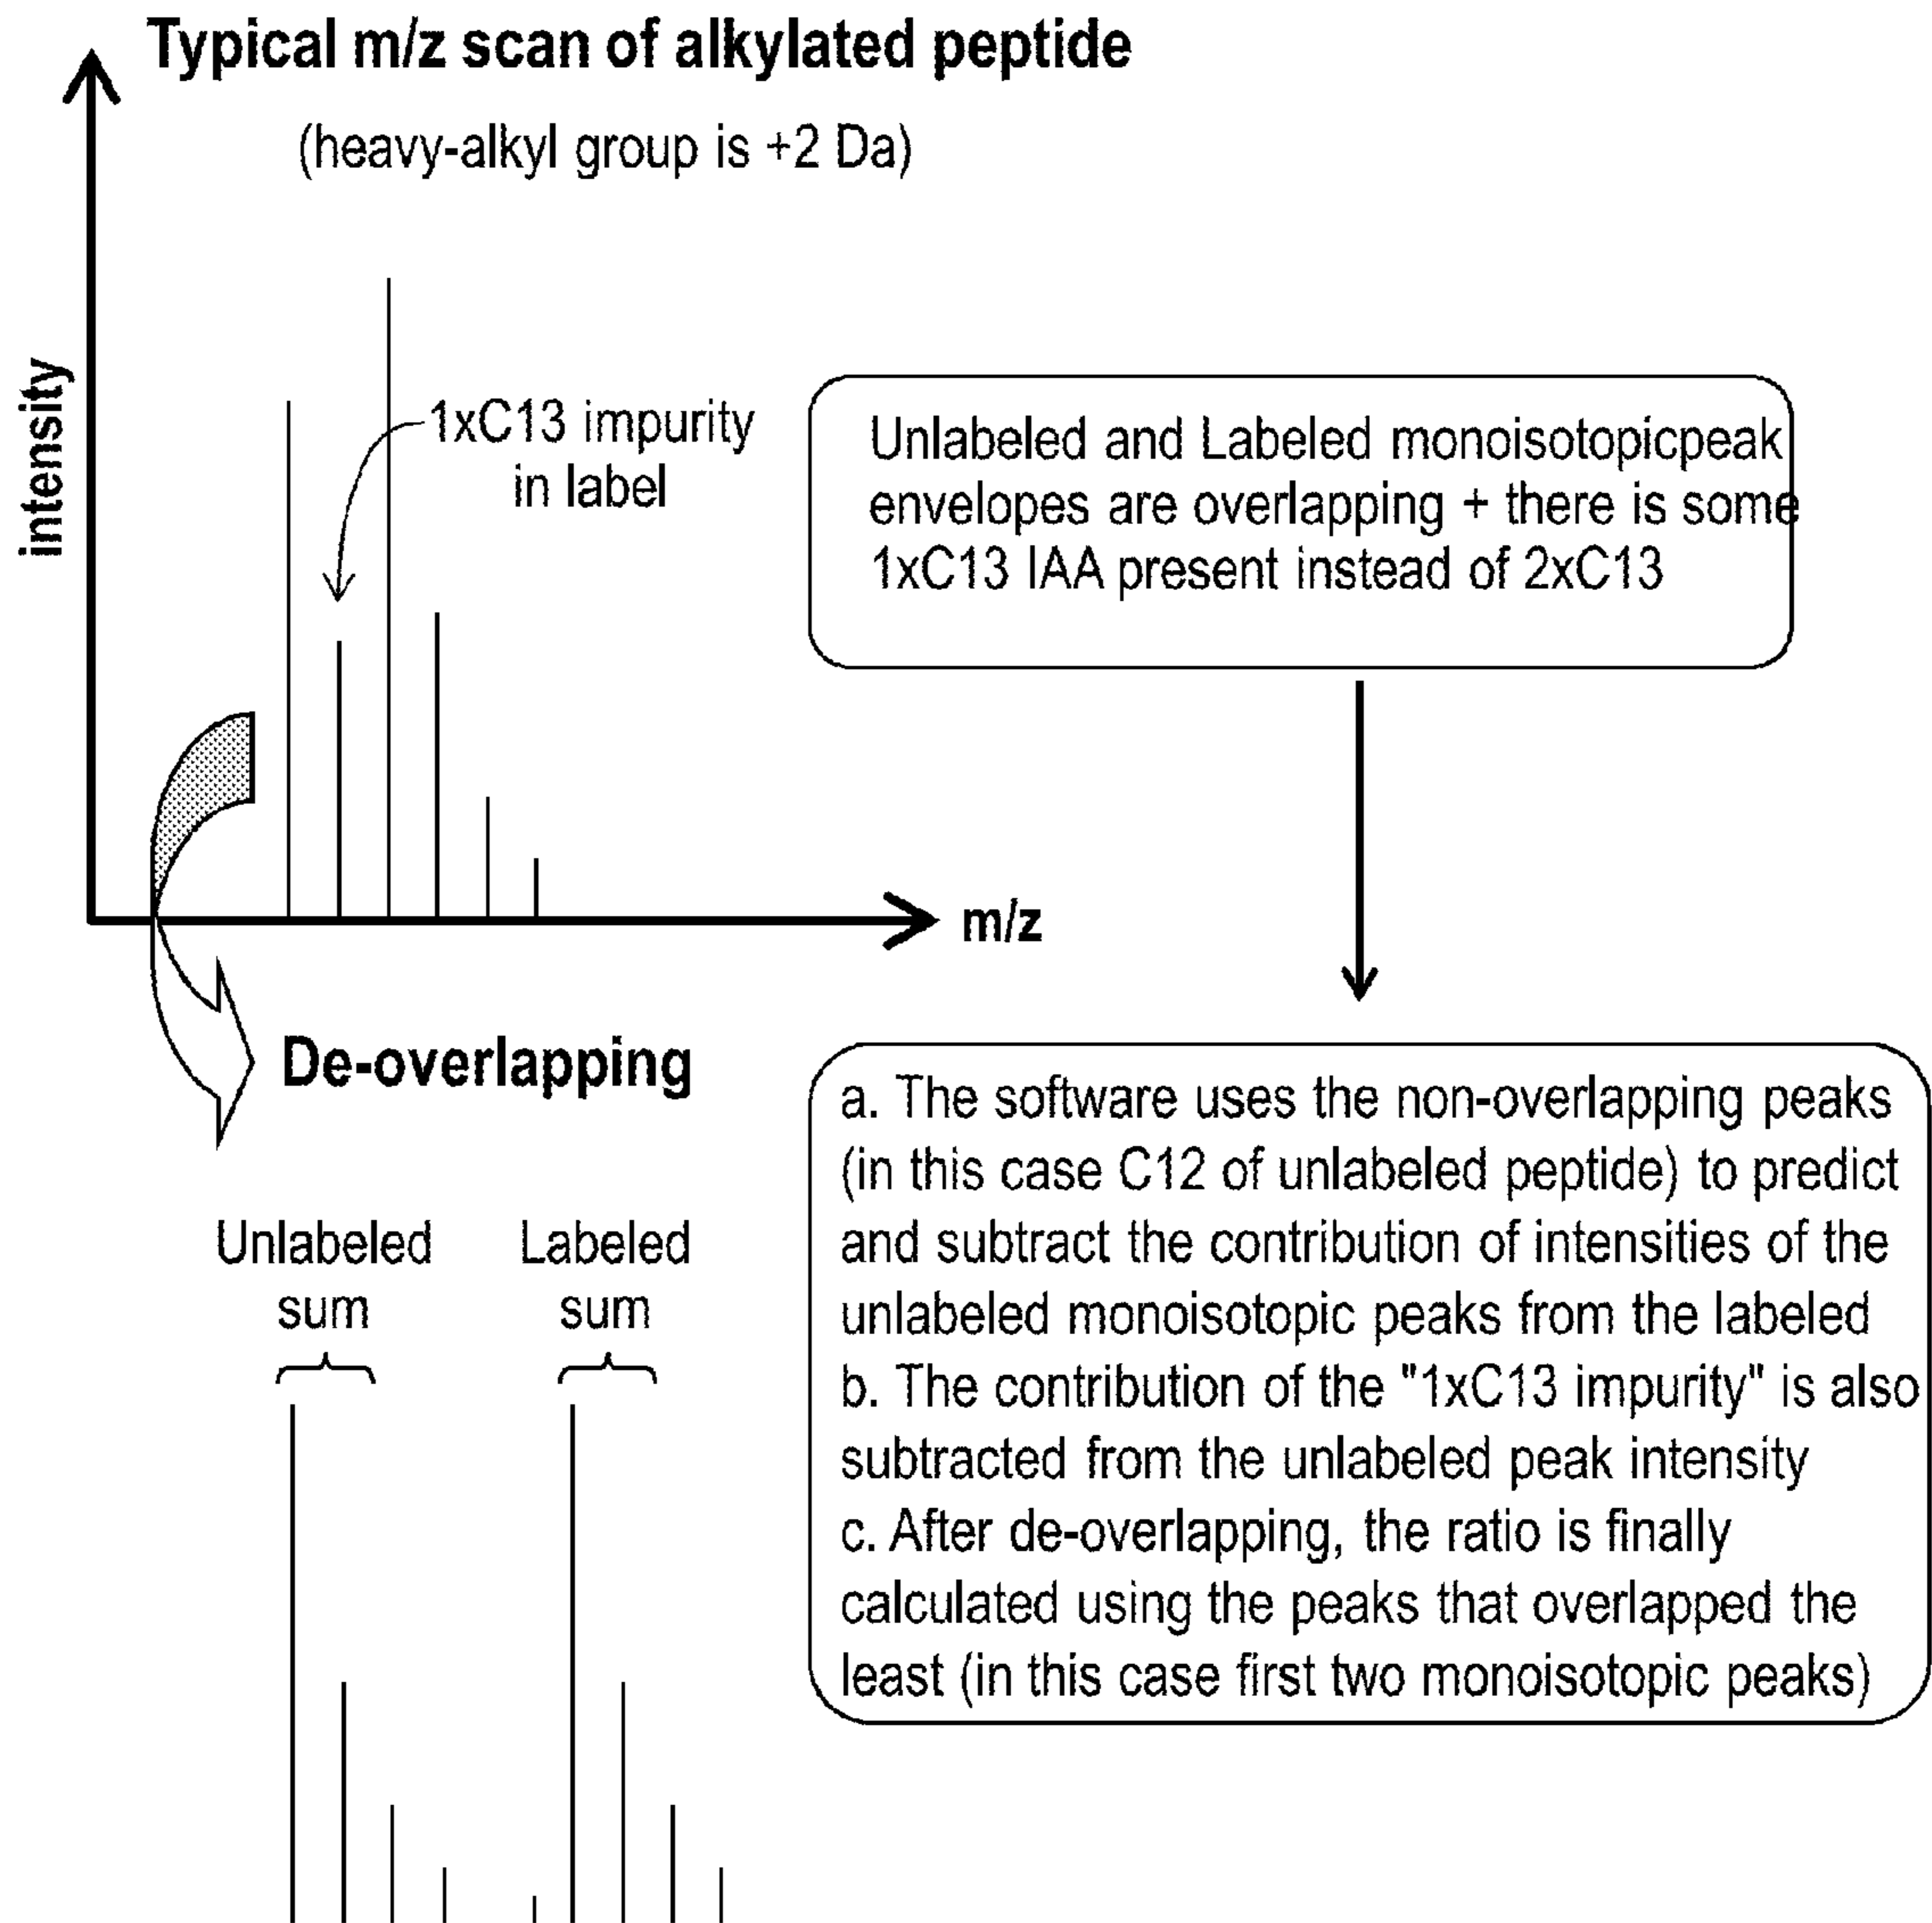 Typical m/z scan of alkylated peptide
(heavy-alkyl group is +2 Da)
intensity
1xC13 impurity
in label
Unlabeled and Labeled monoisotopicpeak
envelopes are overlapping + there is some
1xC13 IAA present instead of 2xC13
m/z
De-overlapping
Unlabeled
sum
Labeled
sum
a. The software uses the non-overlapping peaks
(in this case C12 of unlabeled peptide) to predict
and subtract the contribution of intensities of the
unlabeled monoisotopic peaks from the labeled
b. The contribution of the "1xC13 impurity" is also
subtracted from the unlabeled peak intensity
c. After de-overlapping, the ratio is finally
calculated using the peaks that overlapped the
least (in this case first two monoisotopic peaks)